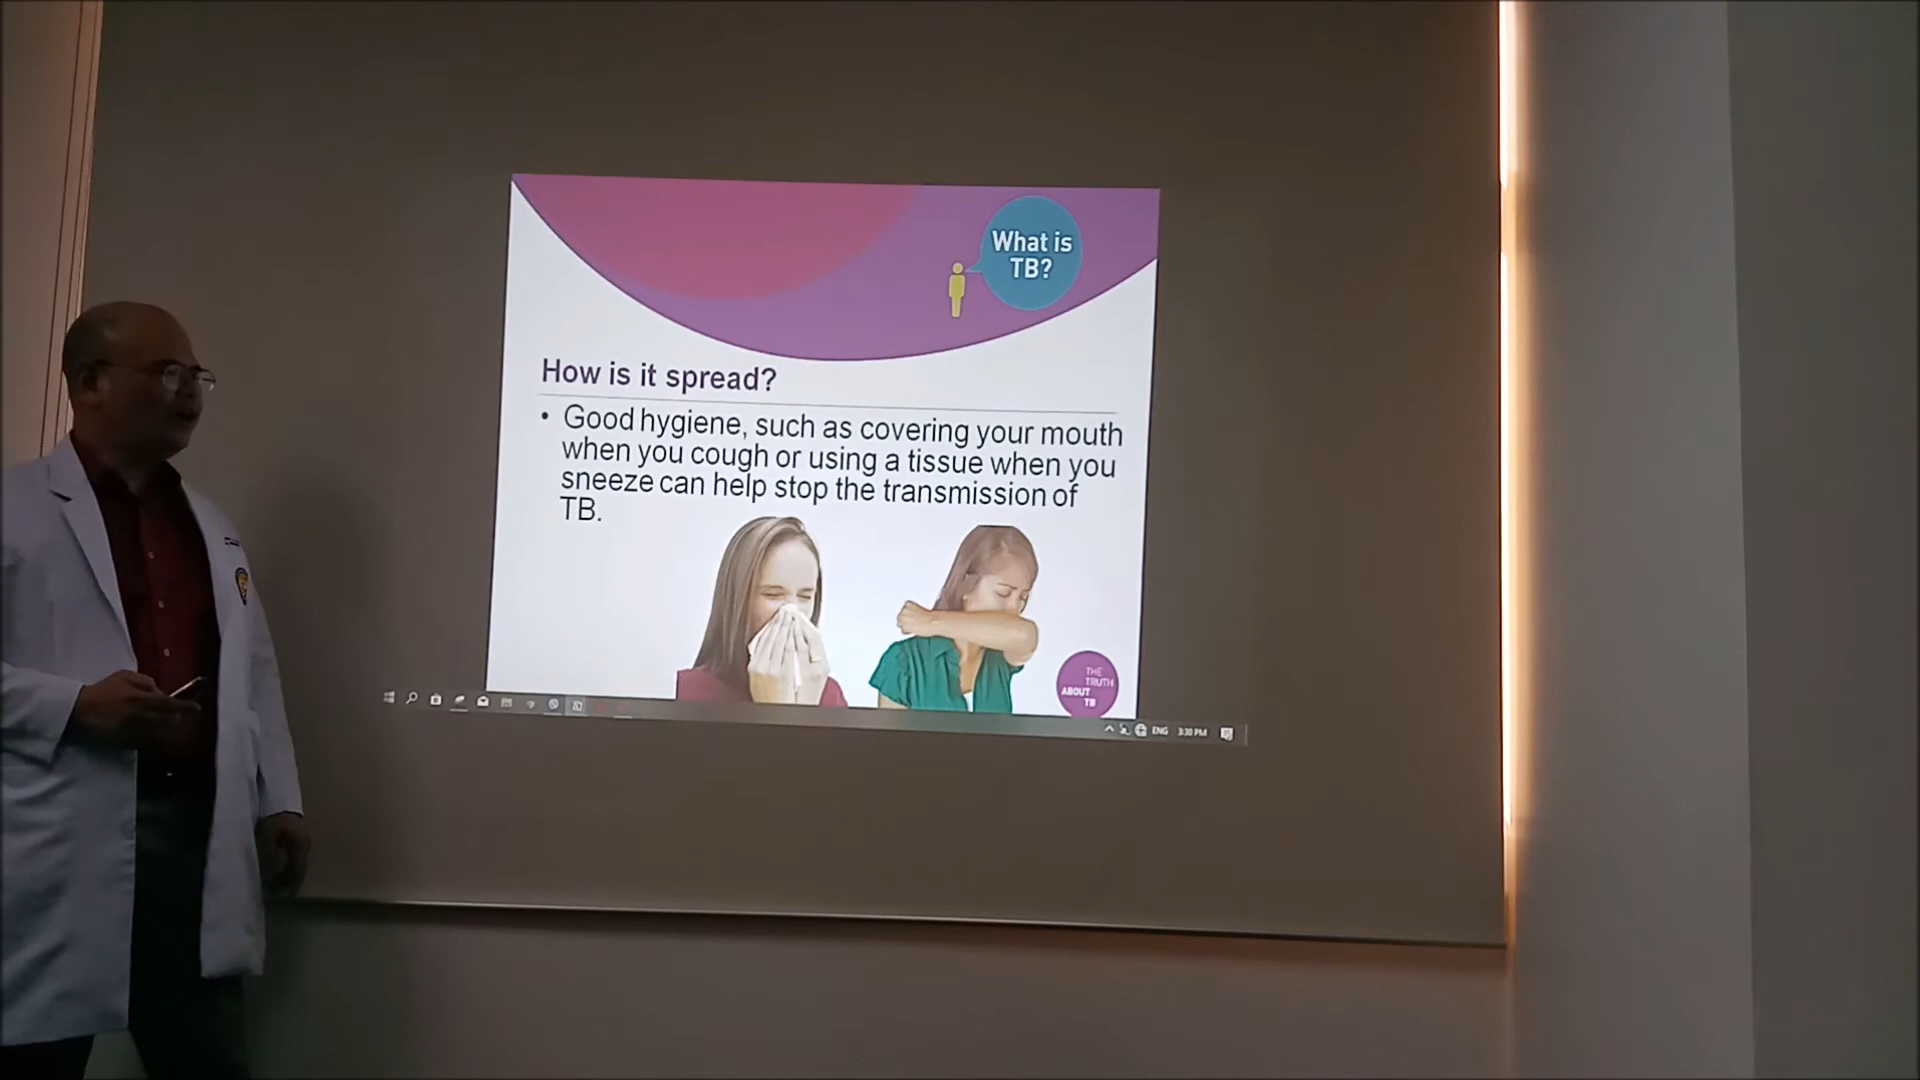 What is
TB?
How is it spread?
• Good hygiene, such as covering your mouth
when you cough or using a tissue when you
sneeze can help stop the transmission of
TB.
THE
TRUTH
ABOUT
TB
ENG 3:30 PM